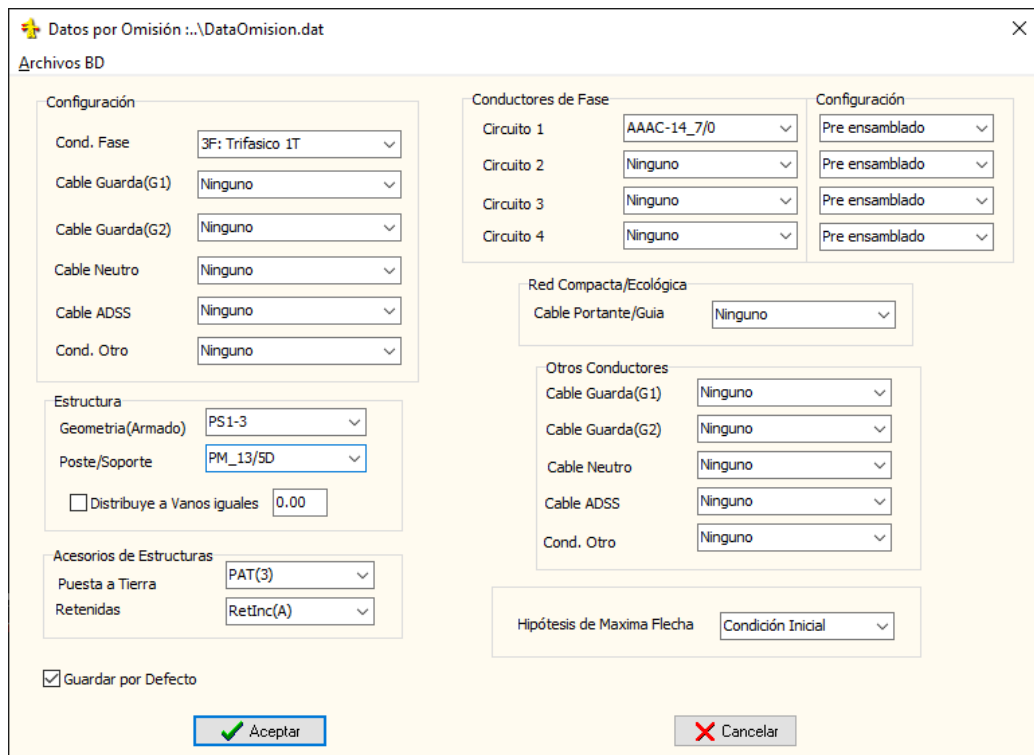 Datos por Omisión :..\DataOmision.dat
Archivos BD
Configuración
Cond. Fase 3F: Trifasico 1T
Cable Guarda(G1) Ninguno
Cable Guarda(G2) Ninguno
Cable Neutro Ninguno
Cable ADSS Ninguno
Cond. Otro Ninguno
Estructura
Geometria(Armado) PS1-3
Poste/Soporte PM_13/5D
Distribuye a Vanos iguales 0.00
Acesorios de Estructuras
Puesta a Tierra PAT(3)
Retenidas RetInc(A)
Guardar por Defecto
Conductores de Fase Configuración
Circuito 1 AAAC-14_7/0 Pre ensamblado
Circuito 2 Ninguno Pre ensamblado
Circuito 3 Ninguno Pre ensamblado
Circuito 4 Ninguno Pre ensamblado
Red Compacta/Ecológica
Cable Portante/Guia Ninguno
Otros Conductores
Cable Guarda(G1) Ninguno
Cable Guarda(G2) Ninguno
Cable Neutro Ninguno
Cable ADSS Ninguno
Cond. Otro Ninguno
Hipótesis de Maxima Flecha Condición Inicial
Aceptar Cancelar